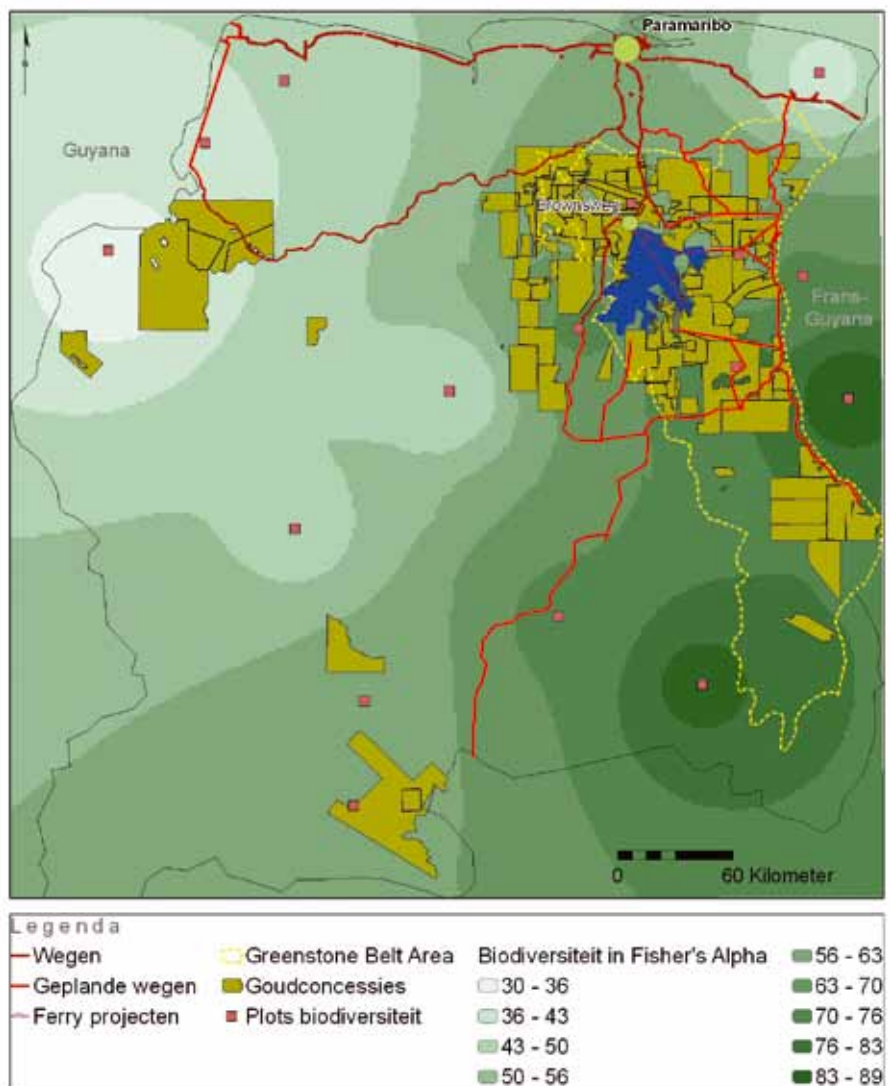 Paramaribo
Guyana
Brownsweg
Frans-
Guyana
0 60 Kilometer
Legenda
Wegen
Geplande wegen
Ferry projecten
Greenstone Belt Area
Goudconcessies
Plots biodiversiteit
Biodiversiteit in Fisher's Alpha
30 - 36
36 - 43
43 - 50
50 - 56
56 - 63
63 - 70
70 - 76
76 - 83
83 - 89